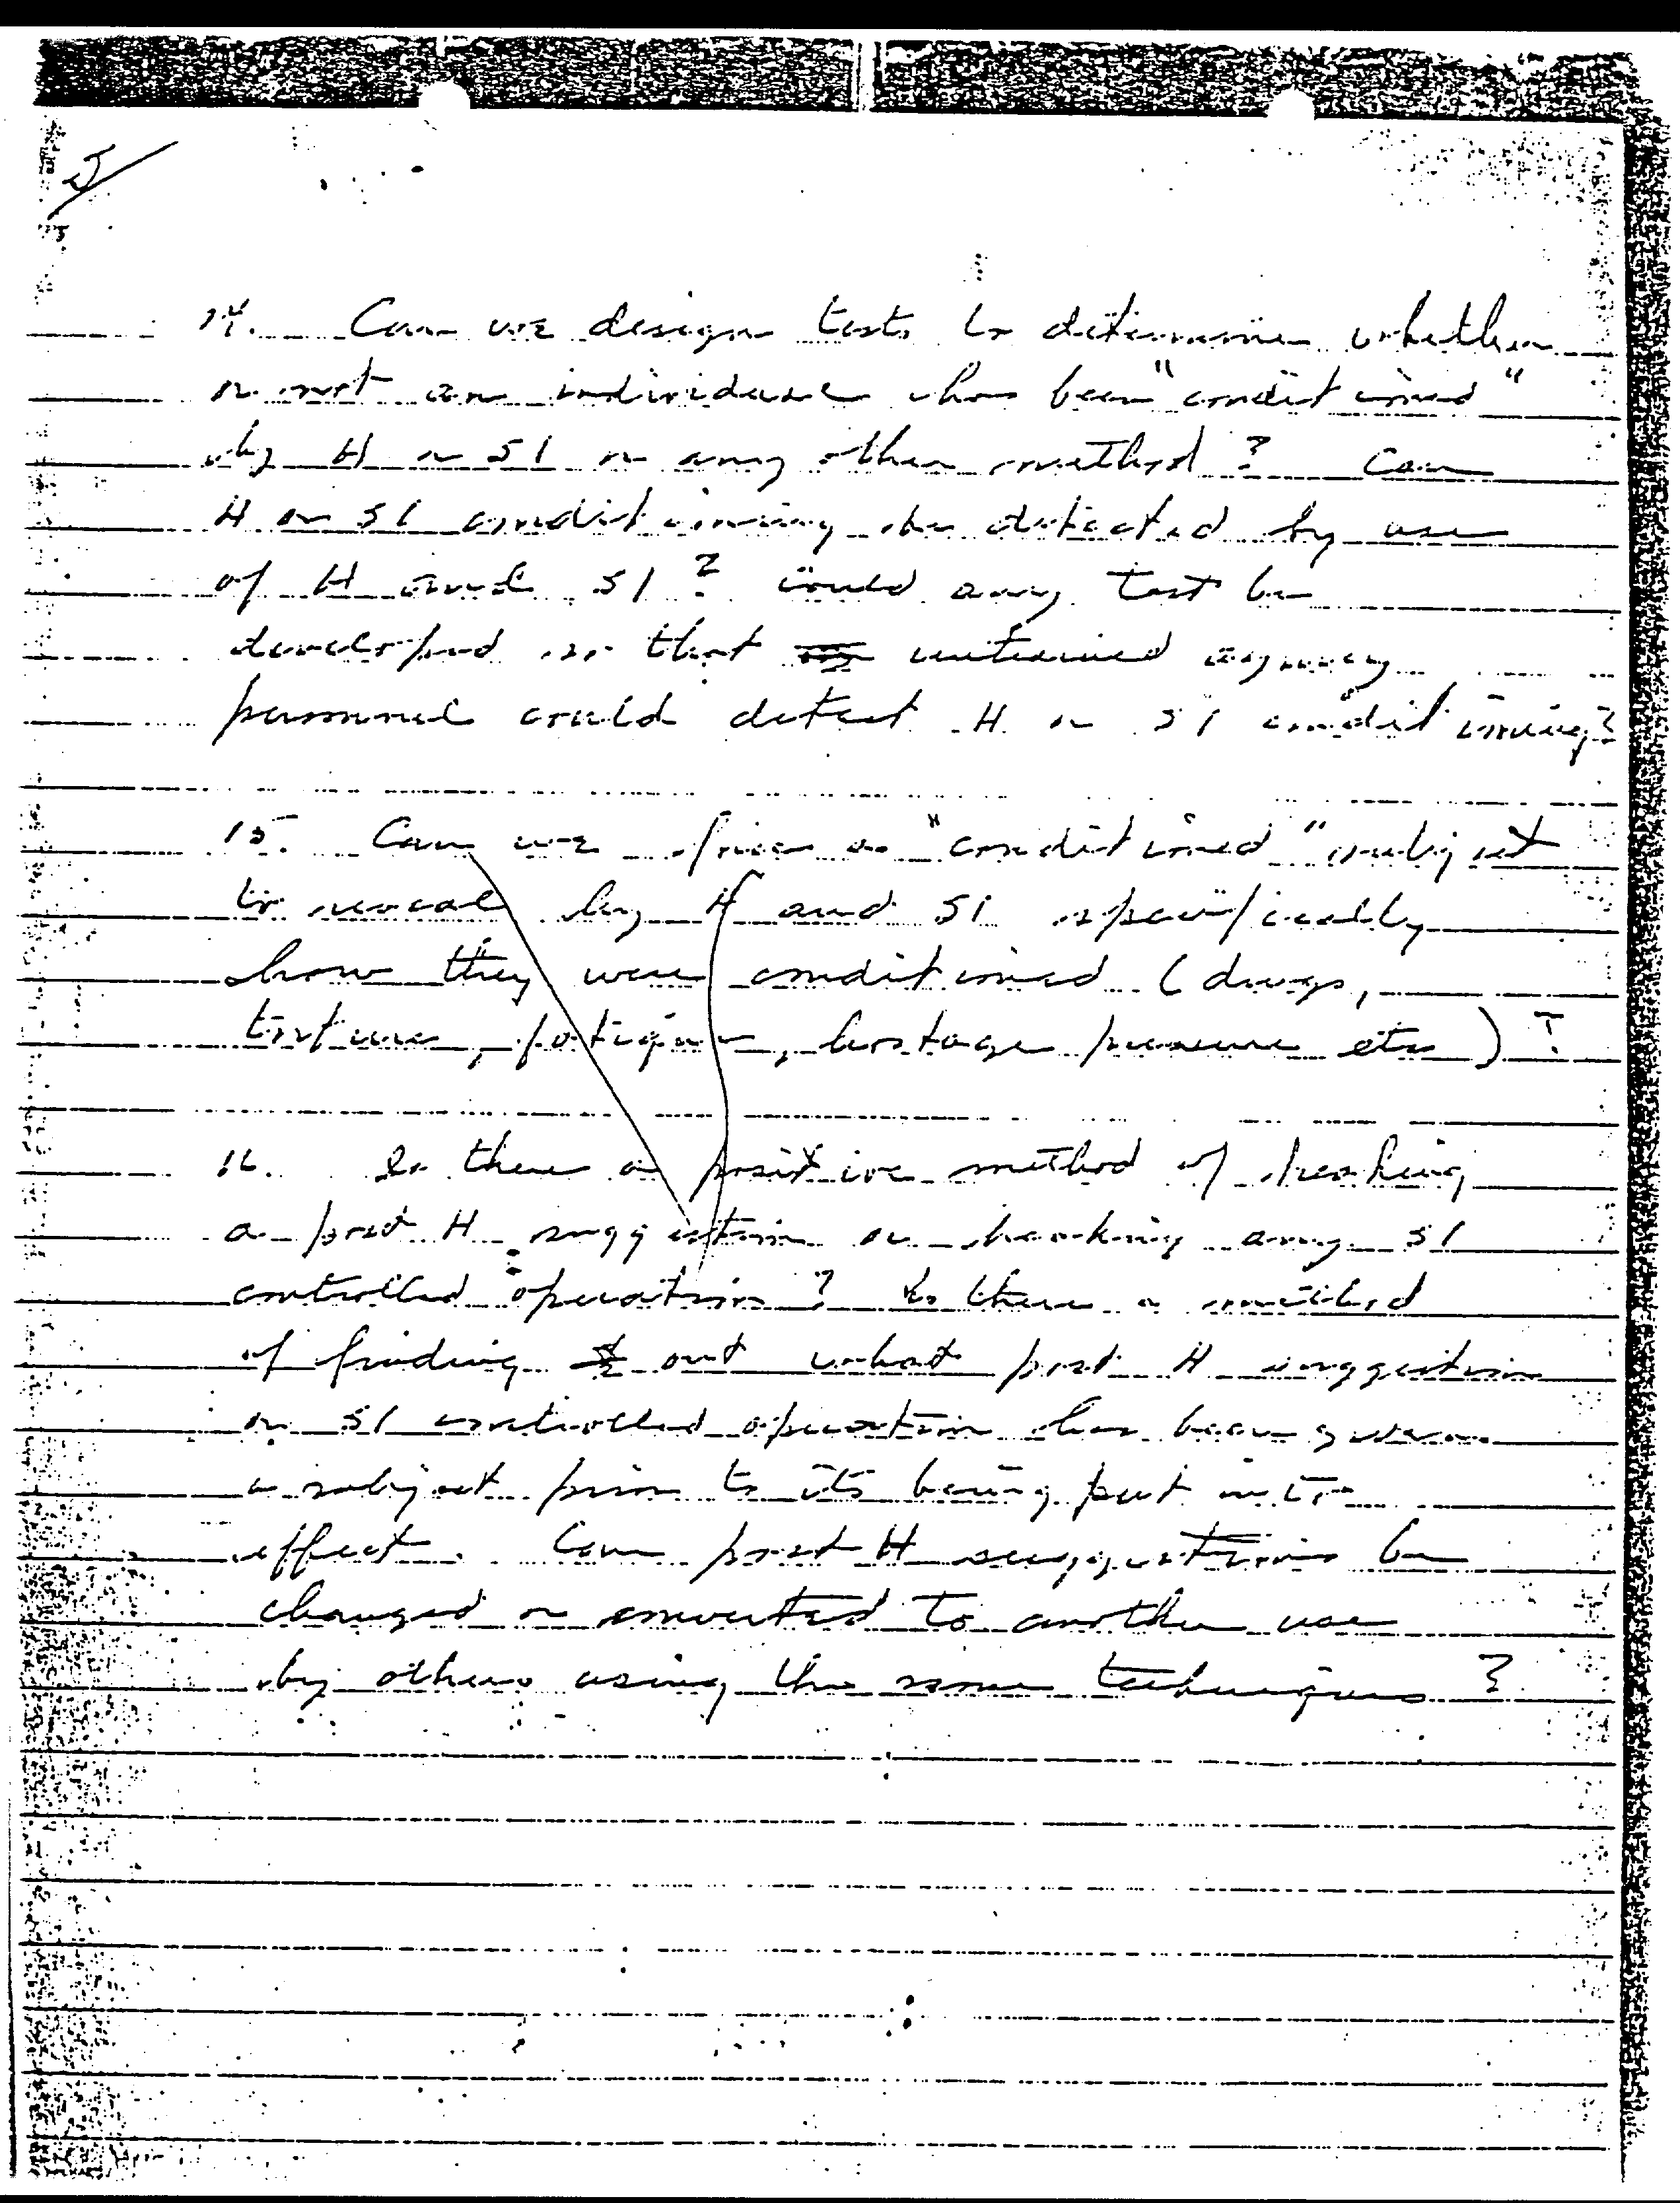 5/
14. Can we design tests to determine whether
or not an individual has been "conditioned"
by H or SI or any other method? Can
H or SI conditioning be detected by use
of H and SI? Could any test be
developed so that untrained agency
personnel could detect H or SI conditioning?
15. Can we force a "conditioned" subject
to reveal by H and SI specifically
how they were conditioned (drugs,
torture, fatigue, hostage pressure etc)?
16. Is there a positive method of breaking
a post H suggestion or breaking any SI
controlled operation? Is there a method
of finding out what post H suggestion
or SI controlled operation has been given
a subject prior to its being put into
effect. Can post H suggestions be
changed or converted to another use
by others using the same techniques?